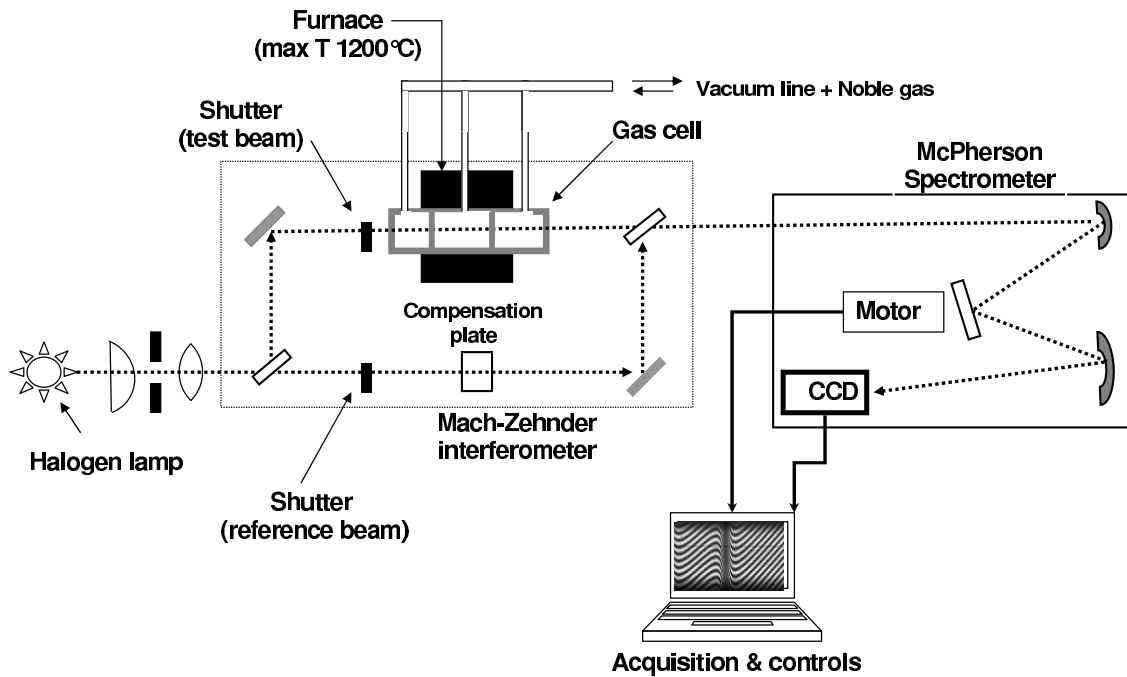 Furnace
(max T 1200°C)
Vacuum line + Noble gas
Shutter
(test beam)
Gas cell
McPherson
Spectrometer
Compensation
plate
Motor
CCD
Mach-Zehnder
interferometer
Halogen lamp
Shutter
(reference beam)
Acquisition & controls